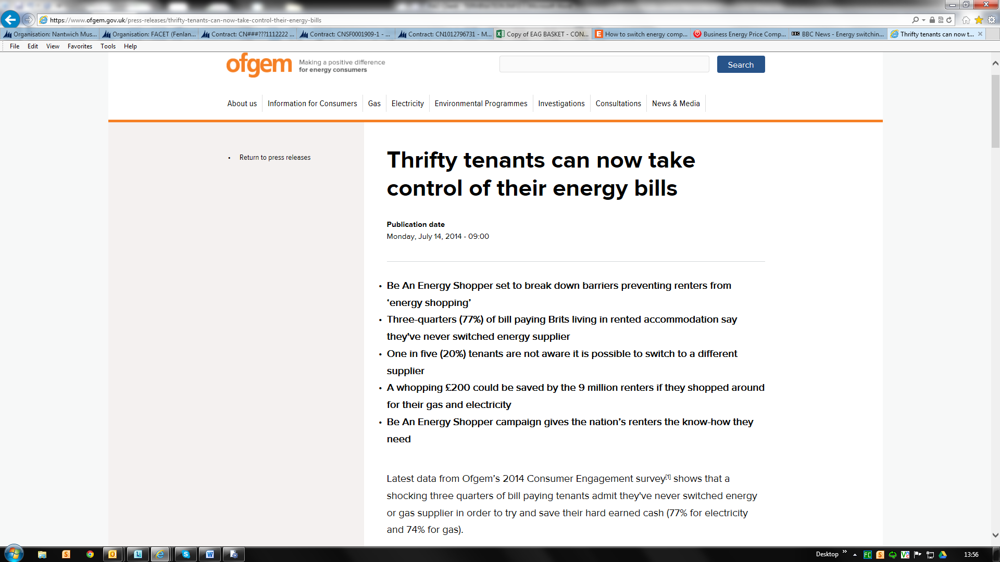 https://www.ofgem.gov.uk/press-releases/thrifty-tenants-can-now-take-control-their-energy-bills
Organisation: Nantwich Mus... Organisation: FACET (Fenlan... Contract: CN###???1112222 ... Contract: CNSF0001909-1 - ... Contract: CN1012796731 - M... Copy of EAG BASKET - CON... How to switch energy comp... Business Energy Price Comp... BBC News - Energy switchin... Thrifty tenants can now t...
File Edit View Favorites Tools Help
ofgem Making a positive difference
for energy consumers
Search
About us Information for Consumers Gas Electricity Environmental Programmes Investigations Consultations News & Media
• Return to press releases
Thrifty tenants can now take
control of their energy bills
Publication date
Monday, July 14, 2014 - 09:00
• Be An Energy Shopper set to break down barriers preventing renters from
‘energy shopping’
• Three-quarters (77%) of bill paying Brits living in rented accommodation say
they've never switched energy supplier
• One in five (20%) tenants are not aware it is possible to switch to a different
supplier
• A whopping £200 could be saved by the 9 million renters if they shopped around
for their gas and electricity
• Be An Energy Shopper campaign gives the nation’s renters the know-how they
need
Latest data from Ofgem’s 2014 Consumer Engagement survey[1] shows that a
shocking three quarters of bill paying tenants admit they've never switched energy
or gas supplier in order to try and save their hard earned cash (77% for electricity
and 74% for gas).
Desktop 13:56